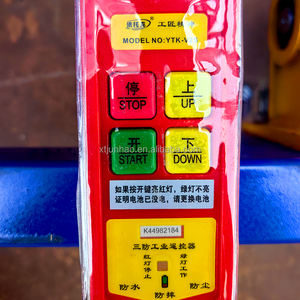 工匠
MODEL NO:YTK-
停
STOP
上
UP
开
START
下
DOWN
xtjunhao.en.alibaba.com
如果按开键亮红灯，绿灯不亮
证明电池已没电，请更换电池
K44982184
三防工业遥控器
红灯停止
绿灯工作
防水
防摔
防尘